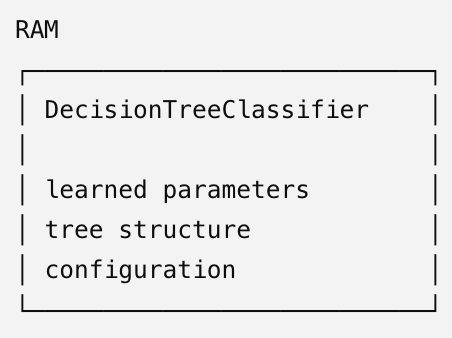 RAM
DecisionTreeClassifier
learned parameters
tree structure
configuration